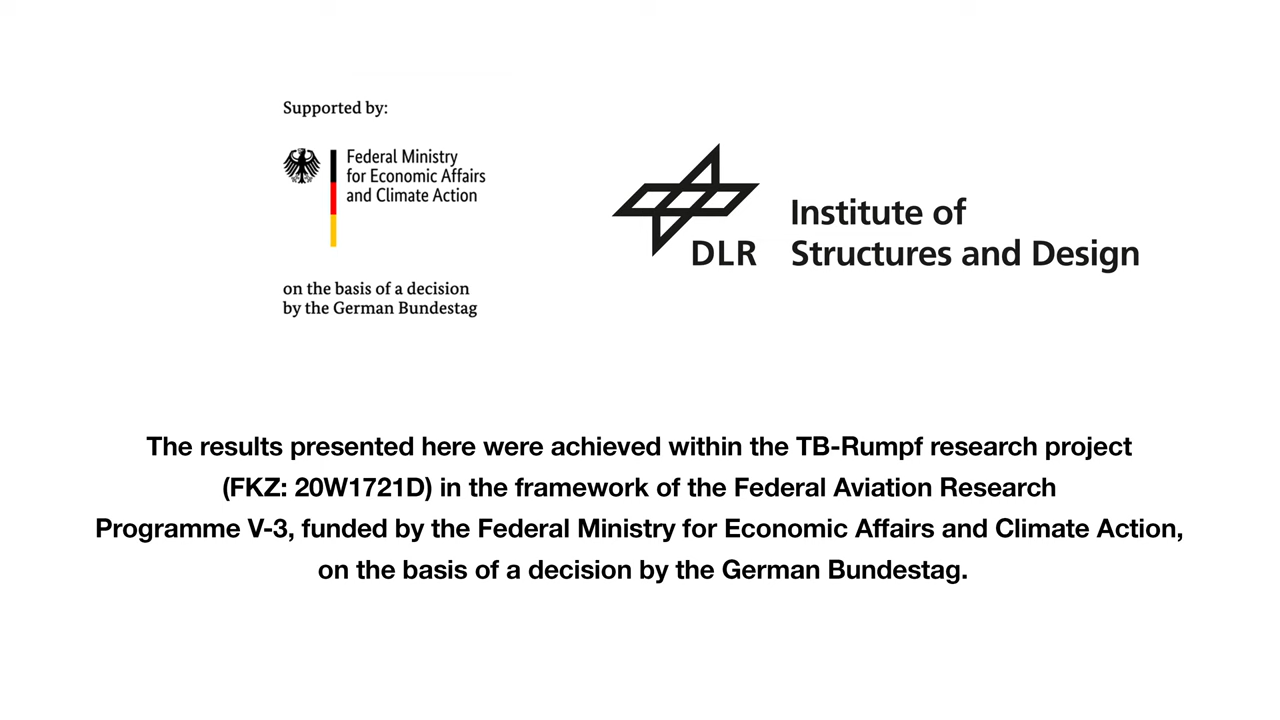 Supported by:
Federal Ministry
for Economic Affairs
and Climate Action
on the basis of a decision
by the German Bundestag
DLR
Institute of
Structures and Design
The results presented here were achieved within the TB-Rumpf research project
(FKZ: 20W1721D) in the framework of the Federal Aviation Research
Programme V-3, funded by the Federal Ministry for Economic Affairs and Climate Action,
on the basis of a decision by the German Bundestag.